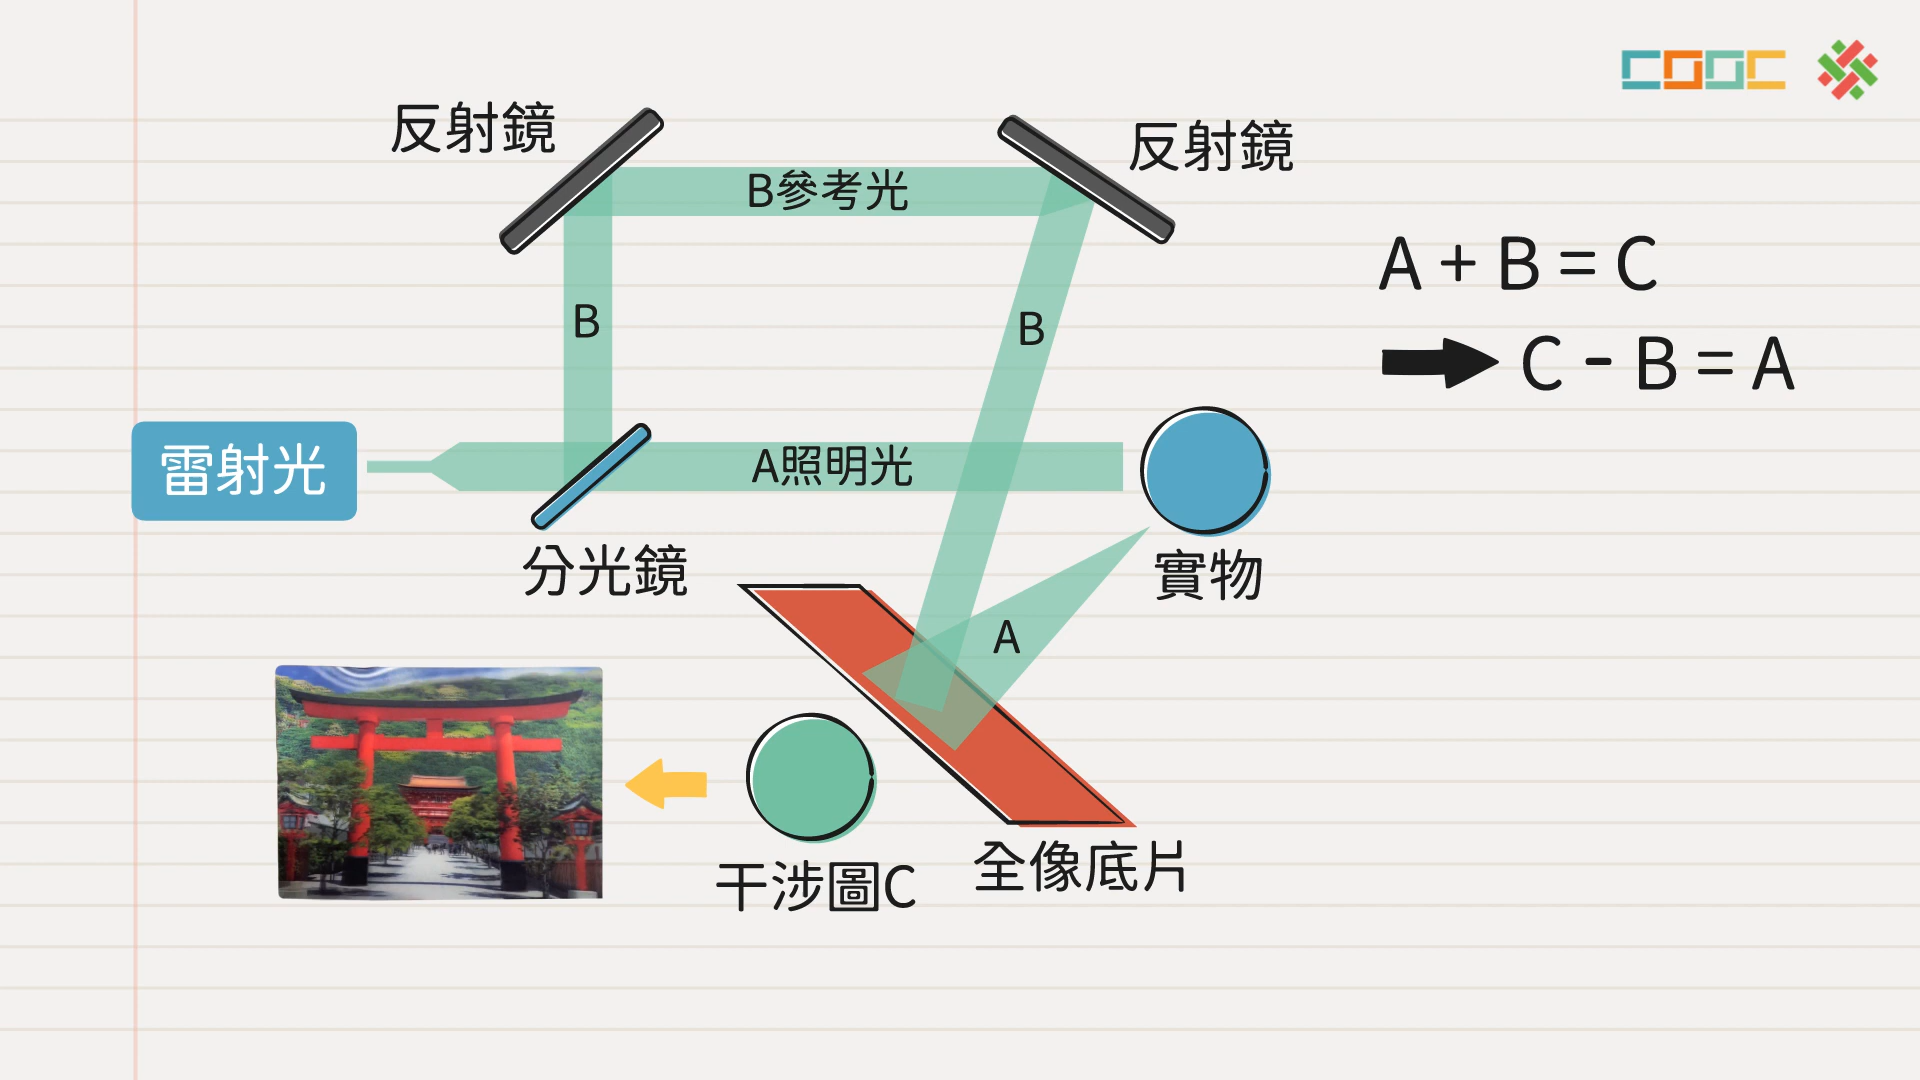 COOC
反射鏡
反射鏡
B參考光
A + B = C
B
B
C - B = A
雷射光
A照明光
分光鏡
實物
A
全像底片
干涉圖C